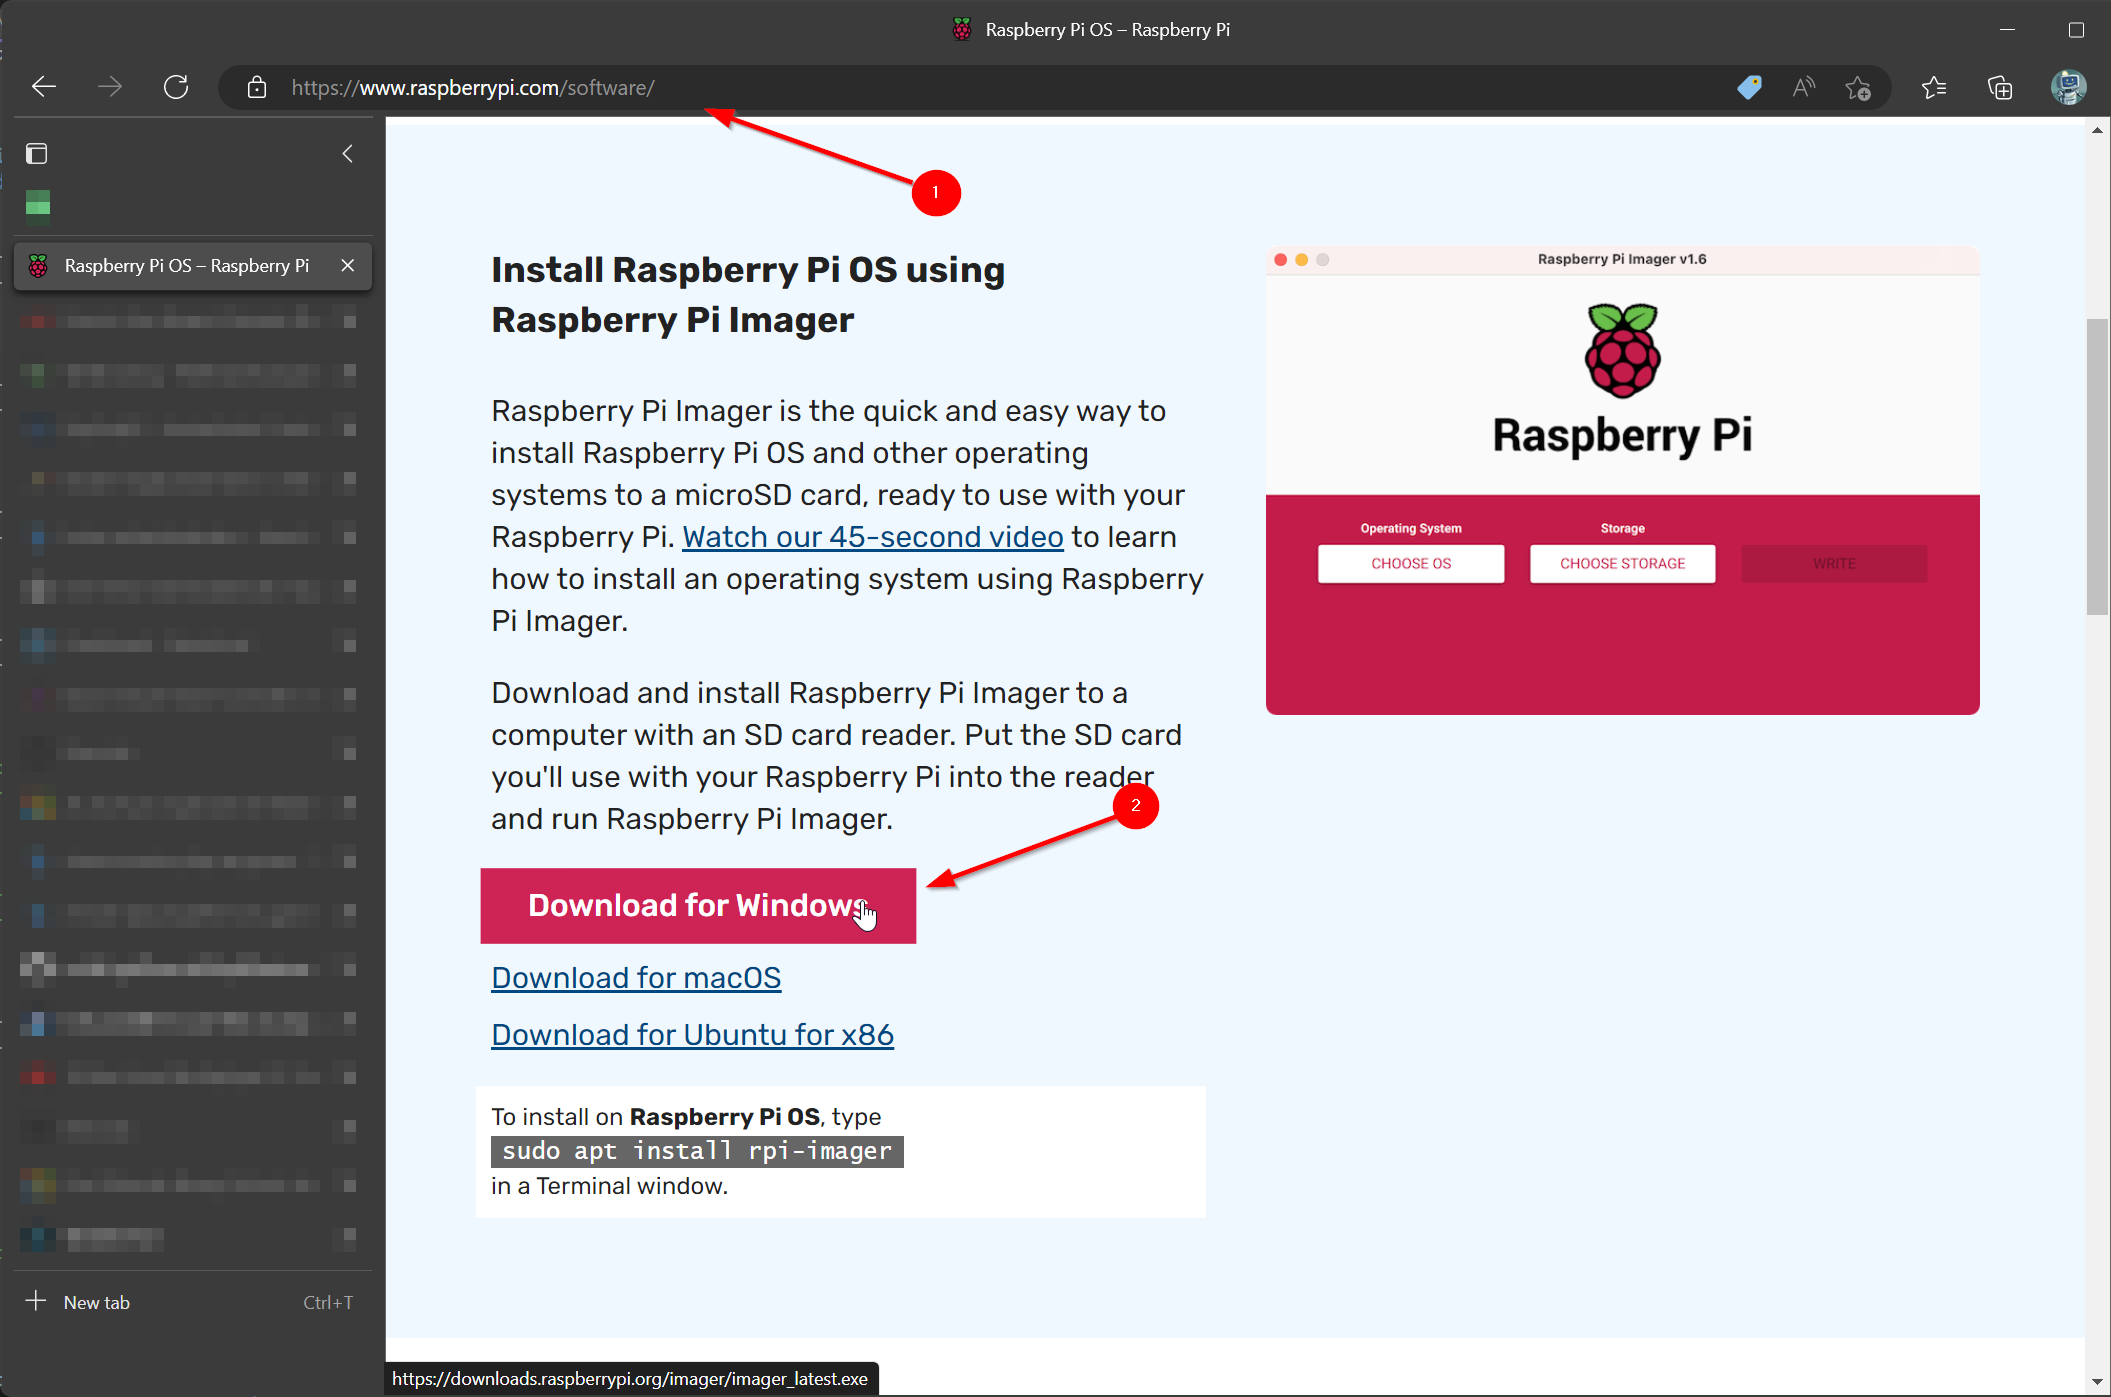 Raspberry Pi OS – Raspberry Pi
https://www.raspberrypi.com/software/
1
Raspberry Pi OS – Raspberry Pi
New tab Ctrl+T
Install Raspberry Pi OS using
Raspberry Pi Imager
Raspberry Pi Imager is the quick and easy way to
install Raspberry Pi OS and other operating
systems to a microSD card, ready to use with your
Raspberry Pi. Watch our 45-second video to learn
how to install an operating system using Raspberry
Pi Imager.
Download and install Raspberry Pi Imager to a
computer with an SD card reader. Put the SD card
you'll use with your Raspberry Pi into the reader
and run Raspberry Pi Imager.
2
Download for Windows
Download for macOS
Download for Ubuntu for x86
To install on Raspberry Pi OS, type
sudo apt install rpi-imager
in a Terminal window.
Raspberry Pi Imager v1.6
Raspberry Pi
Operating System Storage
CHOOSE OS CHOOSE STORAGE WRITE
https://downloads.raspberrypi.org/imager/imager_latest.exe